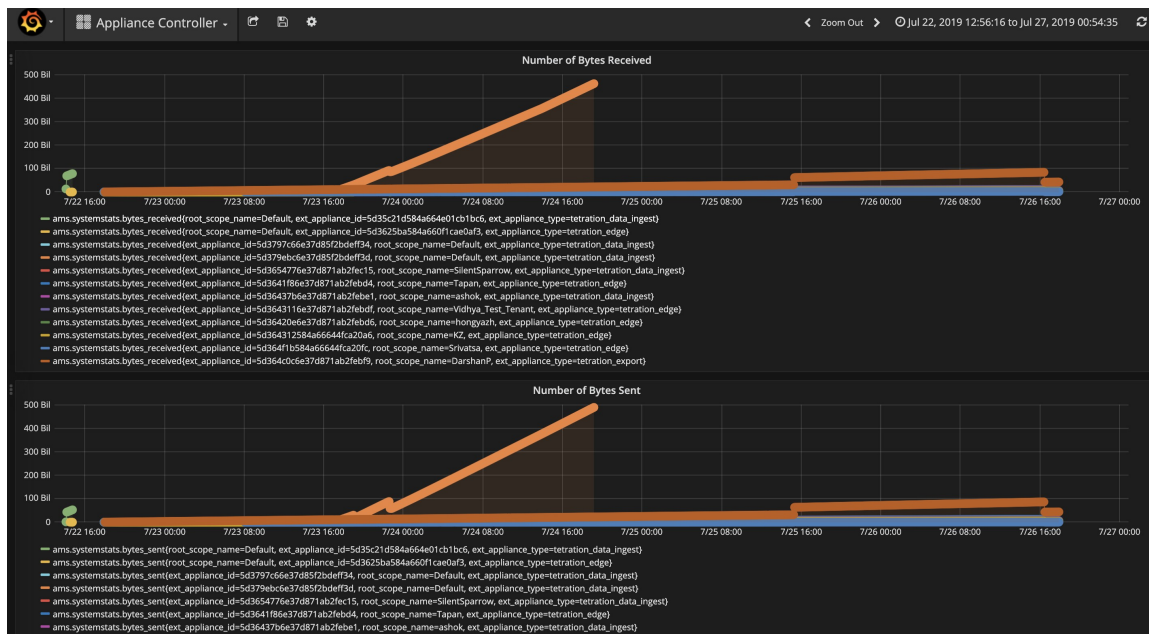 Appliance Controller
Zoom Out Jul 22, 2019 12:56:16 to Jul 27, 2019 00:54:35
Number of Bytes Received
500 Bil
400 Bil
300 Bil
200 Bil
100 Bil
0
7/22 16:00 7/23 00:00 7/23 08:00 7/23 16:00 7/24 00:00 7/24 08:00 7/24 16:00 7/25 00:00 7/25 08:00 7/25 16:00 7/26 00:00 7/26 08:00 7/26 16:00 7/27 00:00
ams.systemstats.bytes_received{root_scope_name=Default, ext_appliance_id=5d35c21d584a664e01cb1bc6, ext_appliance_type=tetration_data_ingest}
ams.systemstats.bytes_received{root_scope_name=Default, ext_appliance_id=5d3625ba584a660f1cae0af3, ext_appliance_type=tetration_edge}
ams.systemstats.bytes_received{ext_appliance_id=5d3797c66e37d85f2bdeff34, root_scope_name=Default, ext_appliance_type=tetration_data_ingest}
ams.systemstats.bytes_received{ext_appliance_id=5d379ebc6e37d85f2bdeff3d, root_scope_name=Default, ext_appliance_type=tetration_data_ingest}
ams.systemstats.bytes_received{ext_appliance_id=5d3654776e37d871ab2fec15, root_scope_name=SilentSparrow, ext_appliance_type=tetration_data_ingest}
ams.systemstats.bytes_received{ext_appliance_id=5d3641f86e37d871ab2febd4, root_scope_name=Tapan, ext_appliance_type=tetration_edge}
ams.systemstats.bytes_received{ext_appliance_id=5d36437b6e37d871ab2febe1, root_scope_name=ashok, ext_appliance_type=tetration_data_ingest}
ams.systemstats.bytes_received{ext_appliance_id=5d3643116e37d871ab2febdf, root_scope_name=Vidhya_Test_Tenant, ext_appliance_type=tetration_edge}
ams.systemstats.bytes_received{ext_appliance_id=5d36420e6e37d871ab2febd6, root_scope_name=hongyazh, ext_appliance_type=tetration_edge}
ams.systemstats.bytes_received{ext_appliance_id=5d364312584a66644fca20a6, root_scope_name=KZ, ext_appliance_type=tetration_edge}
ams.systemstats.bytes_received{ext_appliance_id=5d364f1b584a66644fca20fc, root_scope_name=Srivatsa, ext_appliance_type=tetration_edge}
ams.systemstats.bytes_received{ext_appliance_id=5d364c0c6e37d871ab2febf9, root_scope_name=DarshanP, ext_appliance_type=tetration_export}
Number of Bytes Sent
500 Bil
400 Bil
300 Bil
200 Bil
100 Bil
0
7/22 16:00 7/23 00:00 7/23 08:00 7/23 16:00 7/24 00:00 7/24 08:00 7/24 16:00 7/25 00:00 7/25 08:00 7/25 16:00 7/26 00:00 7/26 08:00 7/26 16:00 7/27 00:00
ams.systemstats.bytes_sent{root_scope_name=Default, ext_appliance_id=5d35c21d584a664e01cb1bc6, ext_appliance_type=tetration_data_ingest}
ams.systemstats.bytes_sent{root_scope_name=Default, ext_appliance_id=5d3625ba584a660f1cae0af3, ext_appliance_type=tetration_edge}
ams.systemstats.bytes_sent{ext_appliance_id=5d3797c66e37d85f2bdeff34, root_scope_name=Default, ext_appliance_type=tetration_data_ingest}
ams.systemstats.bytes_sent{ext_appliance_id=5d379ebc6e37d85f2bdeff3d, root_scope_name=Default, ext_appliance_type=tetration_data_ingest}
ams.systemstats.bytes_sent{ext_appliance_id=5d3654776e37d871ab2fec15, root_scope_name=SilentSparrow, ext_appliance_type=tetration_data_ingest}
ams.systemstats.bytes_sent{ext_appliance_id=5d3641f86e37d871ab2febd4, root_scope_name=Tapan, ext_appliance_type=tetration_edge}
ams.systemstats.bytes_sent{ext_appliance_id=5d36437b6e37d871ab2febe1, root_scope_name=ashok, ext_appliance_type=tetration_data_ingest}